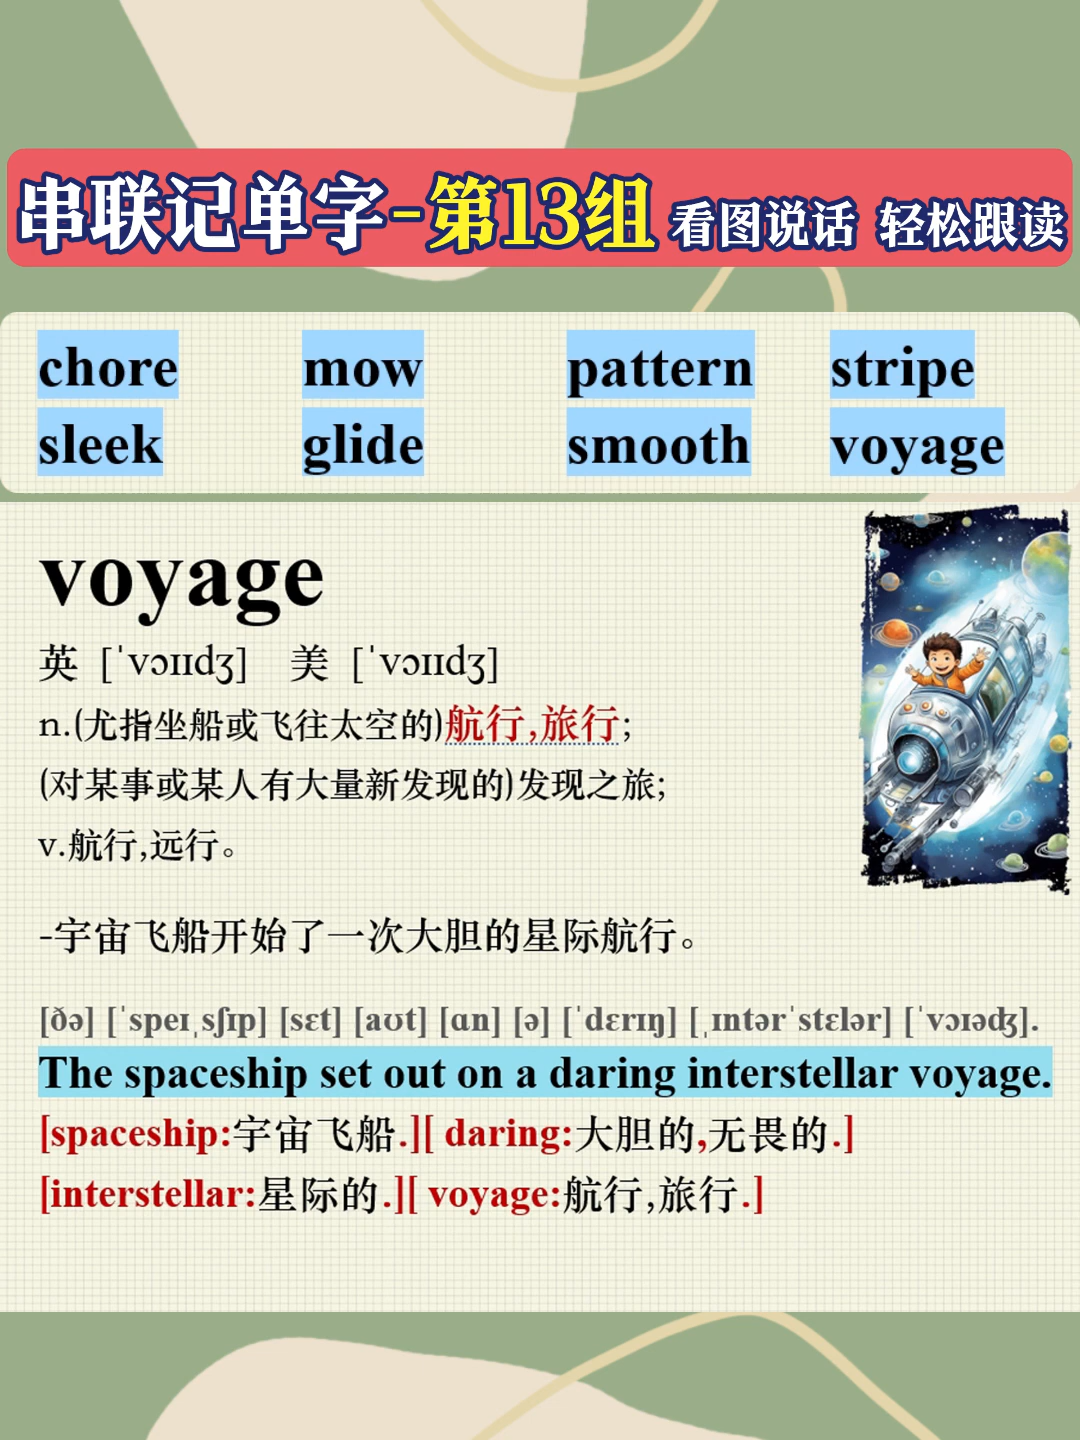 串联记单字-第13组 看图说话 轻松跟读
chore mow pattern stripe
sleek glide smooth voyage
voyage
英 [ˈvɔɪɪdʒ] 美 [ˈvɔɪɪdʒ]
n.(尤指坐船或飞往太空的)航行,旅行;
(对某事或某人有大量新发现的)发现之旅;
v.航行,远行。
-宇宙飞船开始了一次大胆的星际航行。
[ðə] [ˈspeɪˌsʃɪp] [sɛt] [aʊt] [ɑn] [ə] [ˈdɛrɪŋ] [ˌɪntərˈstɛlər] [ˈvɔɪəʤ].
The spaceship set out on a daring interstellar voyage.
[spaceship:宇宙飞船.][ daring:大胆的,无畏的.]
[interstellar:星际的.][ voyage:航行,旅行.]